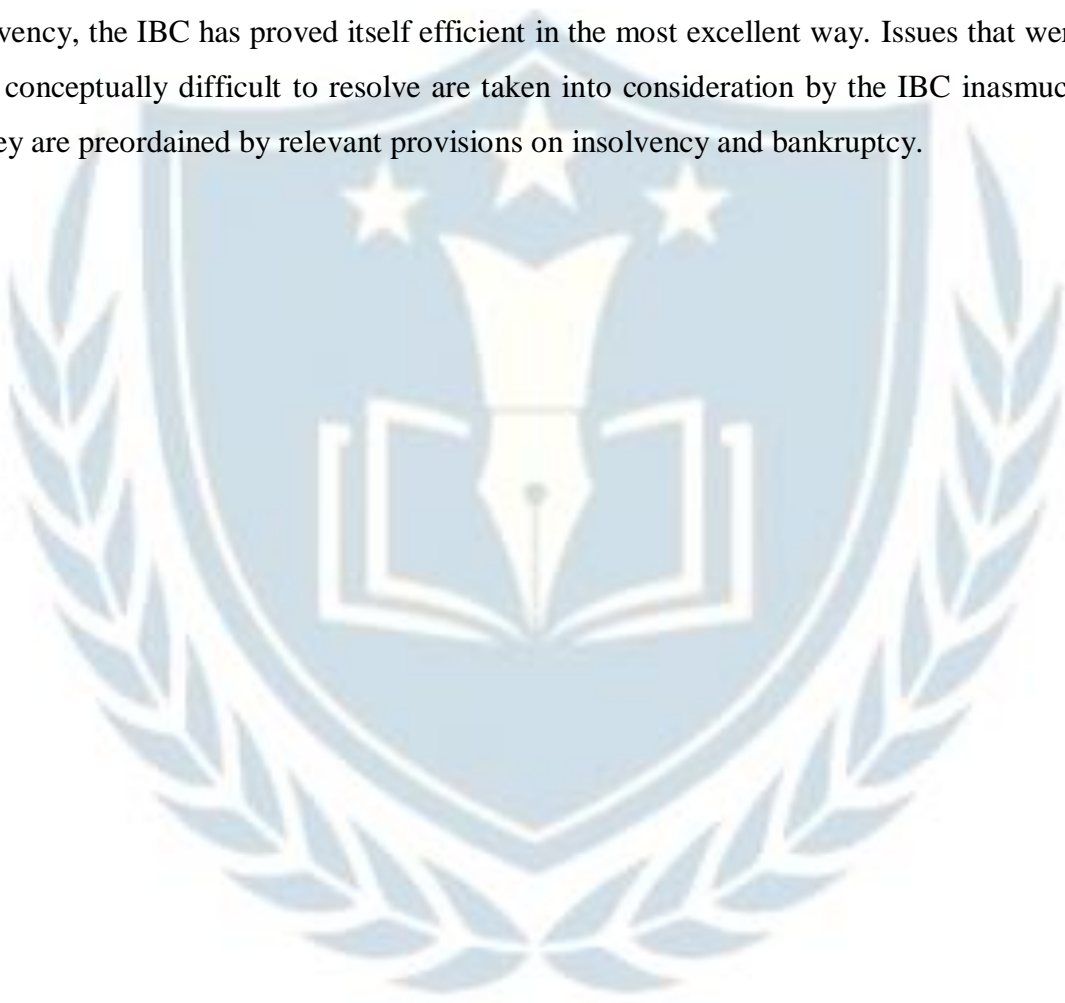 vency, the IBC has proved itself efficient in the most excellent way. Issues that wer
conceptually difficult to resolve are taken into consideration by the IBC inasmuc
ey are preordained by relevant provisions on insolvency and bankruptcy.